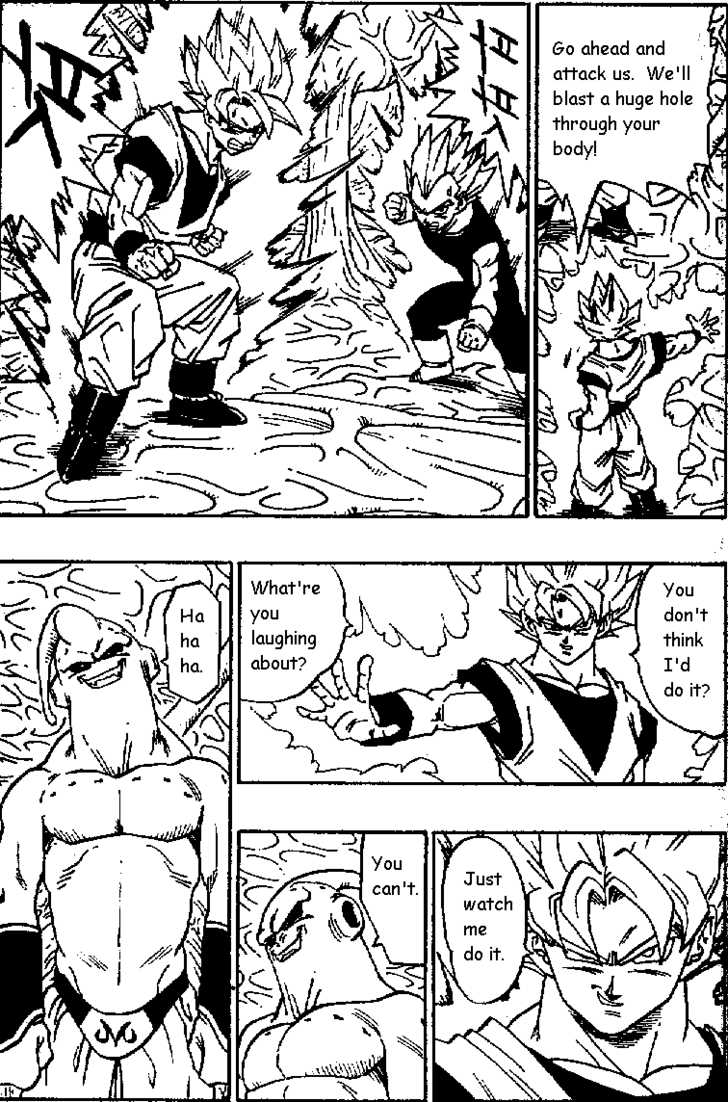 Go ahead and
attack us. We'll
blast a huge hole
through your
body!
Ha
ha
ha.
What're
you
laughing
about?
You
don't
think
I'd
do it?
You
can't.
Just
watch
me
do it.